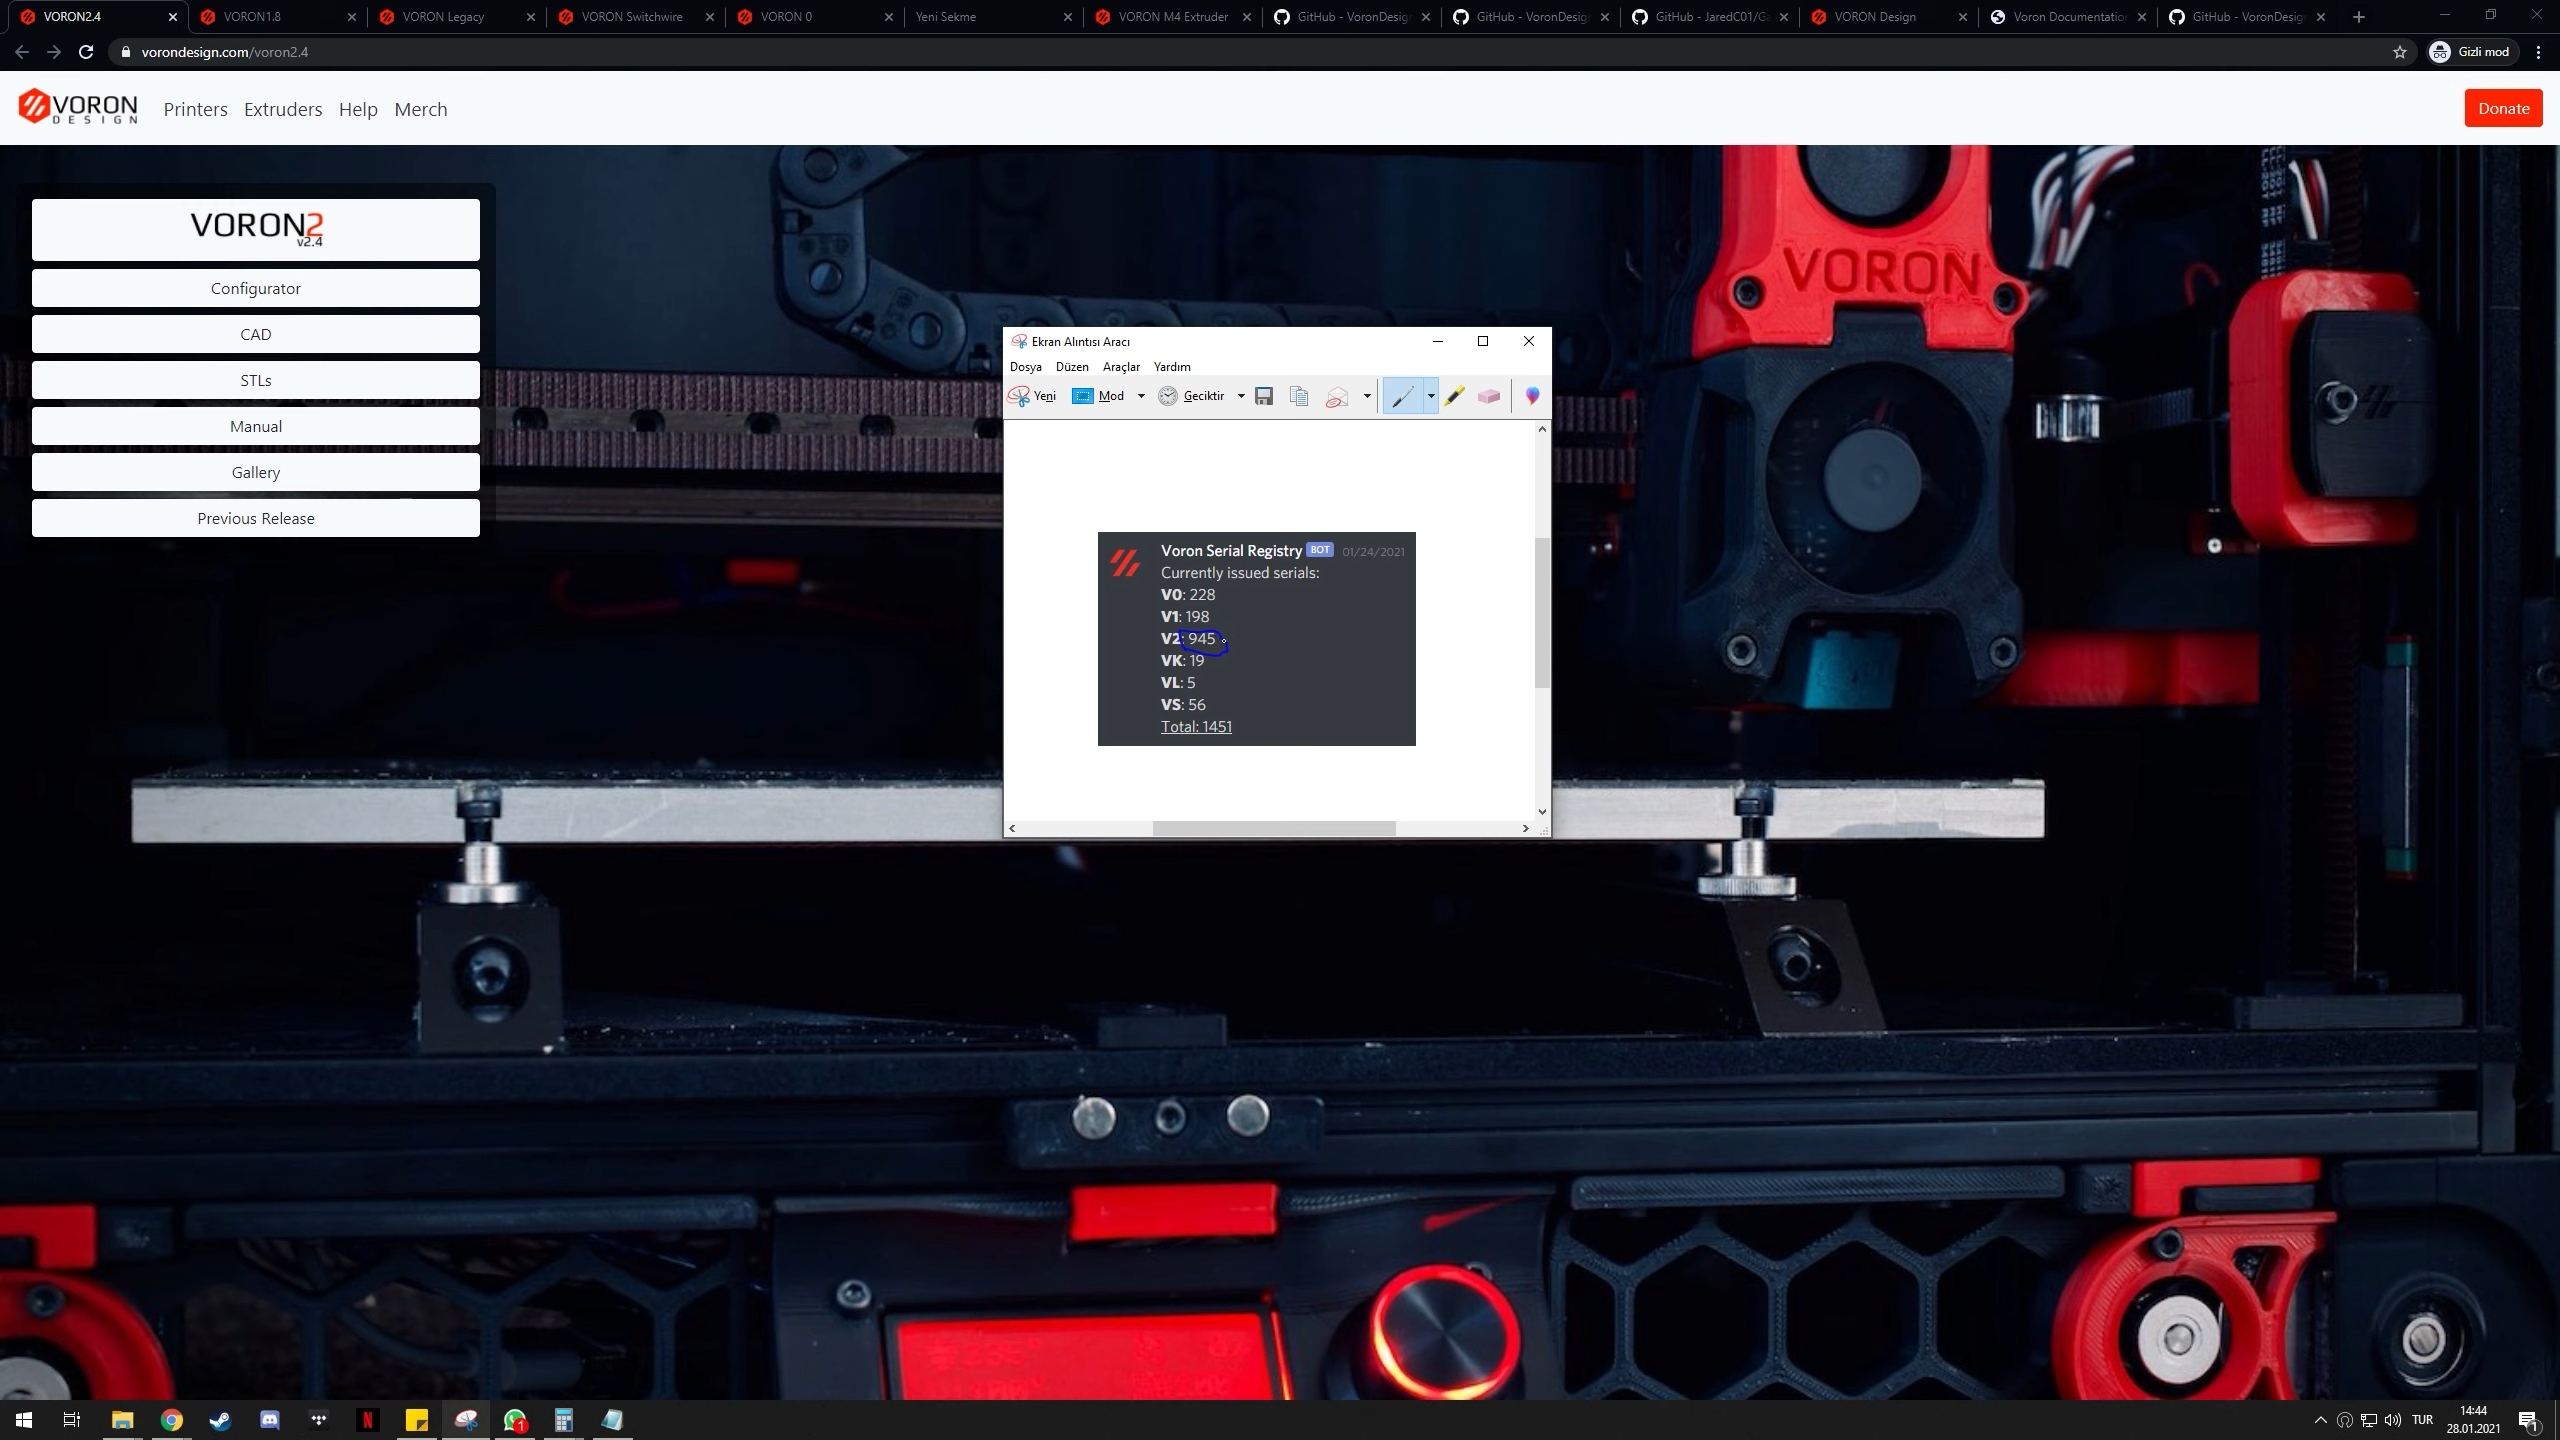 VORON2.4
VORON1.8
VORON Legacy
VORON Switchwire
VORON 0
Yeni Sekme
VORON M4 Extruder
GitHub - VoronDesig
GitHub - VoronDesig
GitHub - JaredC01/Ga
VORON Design
Voron Documentatio
GitHub - VoronDesig
vorondesign.com/voron2.4
Gizli mod
VORON
DESIGN
Printers
Extruders
Help
Merch
Donate
VORON2
v2.4
Configurator
CAD
STLs
Manual
Gallery
Previous Release
VORON
Ekran Alıntısı Aracı
Dosya Düzen Araçlar Yardım
Yeni Mod Geciktir
Voron Serial Registry BOT 01/24/2021
Currently issued serials:
V0: 228
V1: 198
V2: 945
VK: 19
VL: 5
VS: 56
Total: 1451
1
TUR
14:44
28.01.2021
1